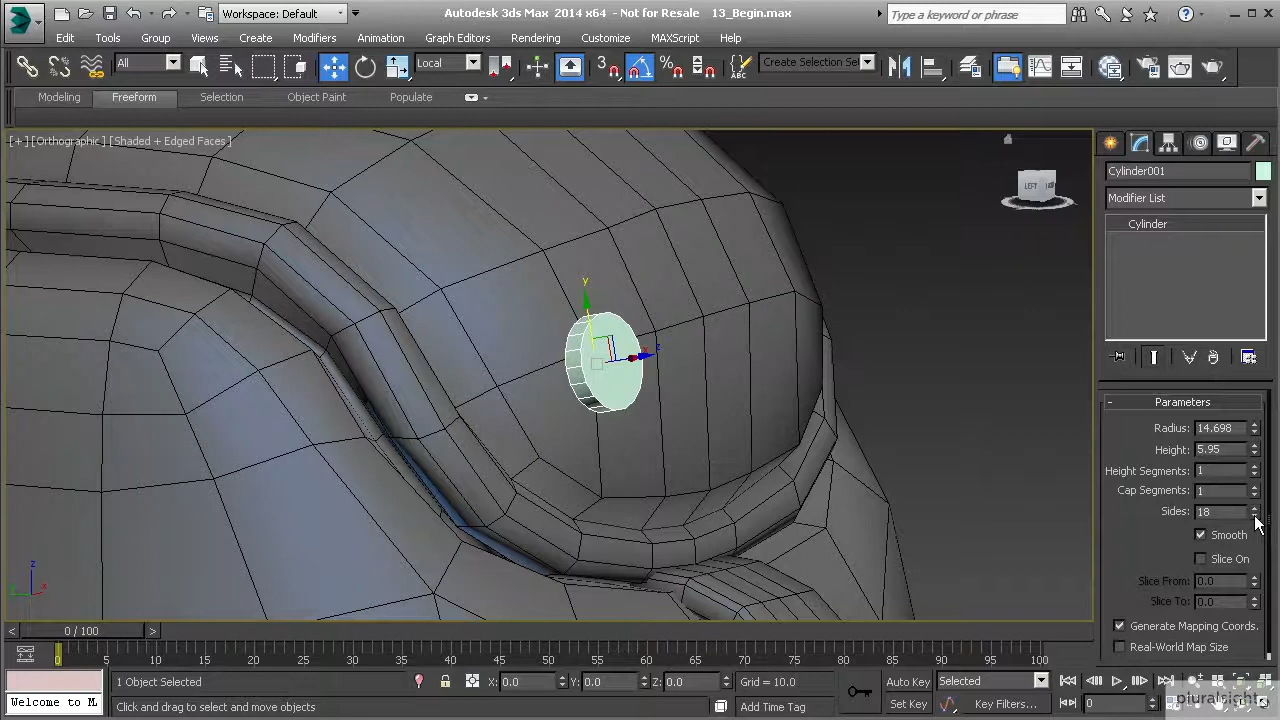 Workspace: Default
Autodesk 3ds Max 2014 x64 - Not for Resale 13_Begin.max
Type a keyword or phrase
Edit Tools Group Views Create Modifiers Animation Graph Editors Rendering Customize MAXScript Help
All
Local
3
Create Selection Se
Modeling Freeform Selection Object Paint Populate
[+][Orthographic][Shaded + Edged Faces]
LEFT
Cylinder001
Modifier List
Cylinder
y
x
z
Parameters
Radius: 14.698
Height: 5.95
Height Segments: 1
Cap Segments: 1
Sides: 18
Smooth
Slice On
Slice From: 0.0
Slice To: 0.0
Generate Mapping Coords.
Real-World Map Size
z
x
< 0 / 100 >
0 5 10 15 20 25 30 35 40 45 50 55 60 65 70 75 80 85 90 95 100
1 Object Selected
X: 0.0 Y: 0.0 Z: 0.0
Grid = 10.0
Auto Key
Selected
Welcome to M
Click and drag to select and move objects
Add Time Tag
Set Key
Key Filters...
0
pluralsight